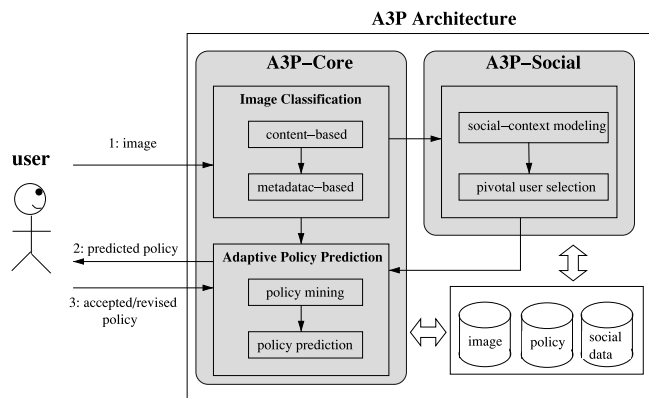 A3P Architecture
A3P–Core
A3P–Social
Image Classification
content–based
metadatac–based
social–context modeling
pivotal user selection
user
1: image
2: predicted policy
3: accepted/revised
policy
Adaptive Policy Prediction
policy mining
policy prediction
image
policy
social
data